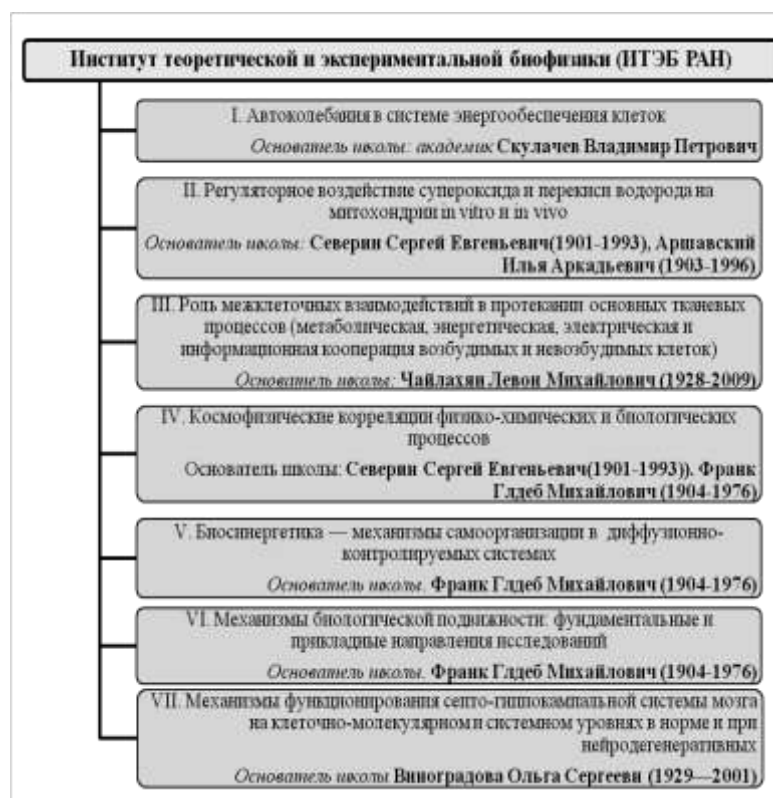 Институт теоретической и экспериментальной биофизики (ИТЭБ РАН)
I. Автоколебания в системе энергообеспечения клеток
Основатель школы: академик Скулачев Владимир Петрович
II. Регуляторное воздействие супероксида и перекиси водорода на
митохондрии in vitro и in vivo
Основатель школы: Северин Сергей Евгеньевич(1901-1993), Аршавский
Илья Аркадьевич (1903-1996)
III. Роль межклеточных взаимодействий в протекании основных тканевых
процессов (метаболическая, энергетическая, электрическая и
информационная кооперация возбудимых и невозбудимых клеток)
Основатель школы: Чайлахян Левон Михайлович (1928-2009)
IV. Космофизические корреляции физико-химических и биологических
процессов
Основатель школы: Северин Сергей Евгеньевич(1901-1993)). Франк
Глдеб Михайлович (1904-1976)
V. Биосинергетика — механизмы самоорганизации в диффузионно-
контролируемых системах
Основатель школы. Франк Глдеб Михайлович (1904-1976)
VI. Механизмы биологической подвижности: фундаментальные и
прикладные направления исследований
Основатель школы. Франк Глдеб Михайлович (1904-1976)
VII. Механизмы функционирования септо-гиппокампальной системы мозга
на клеточно-молекулярном и системном уровнях в норме и при
нейродегенеративных
Основатель школы Виноградова Ольга Сергеевн (1929—2001)